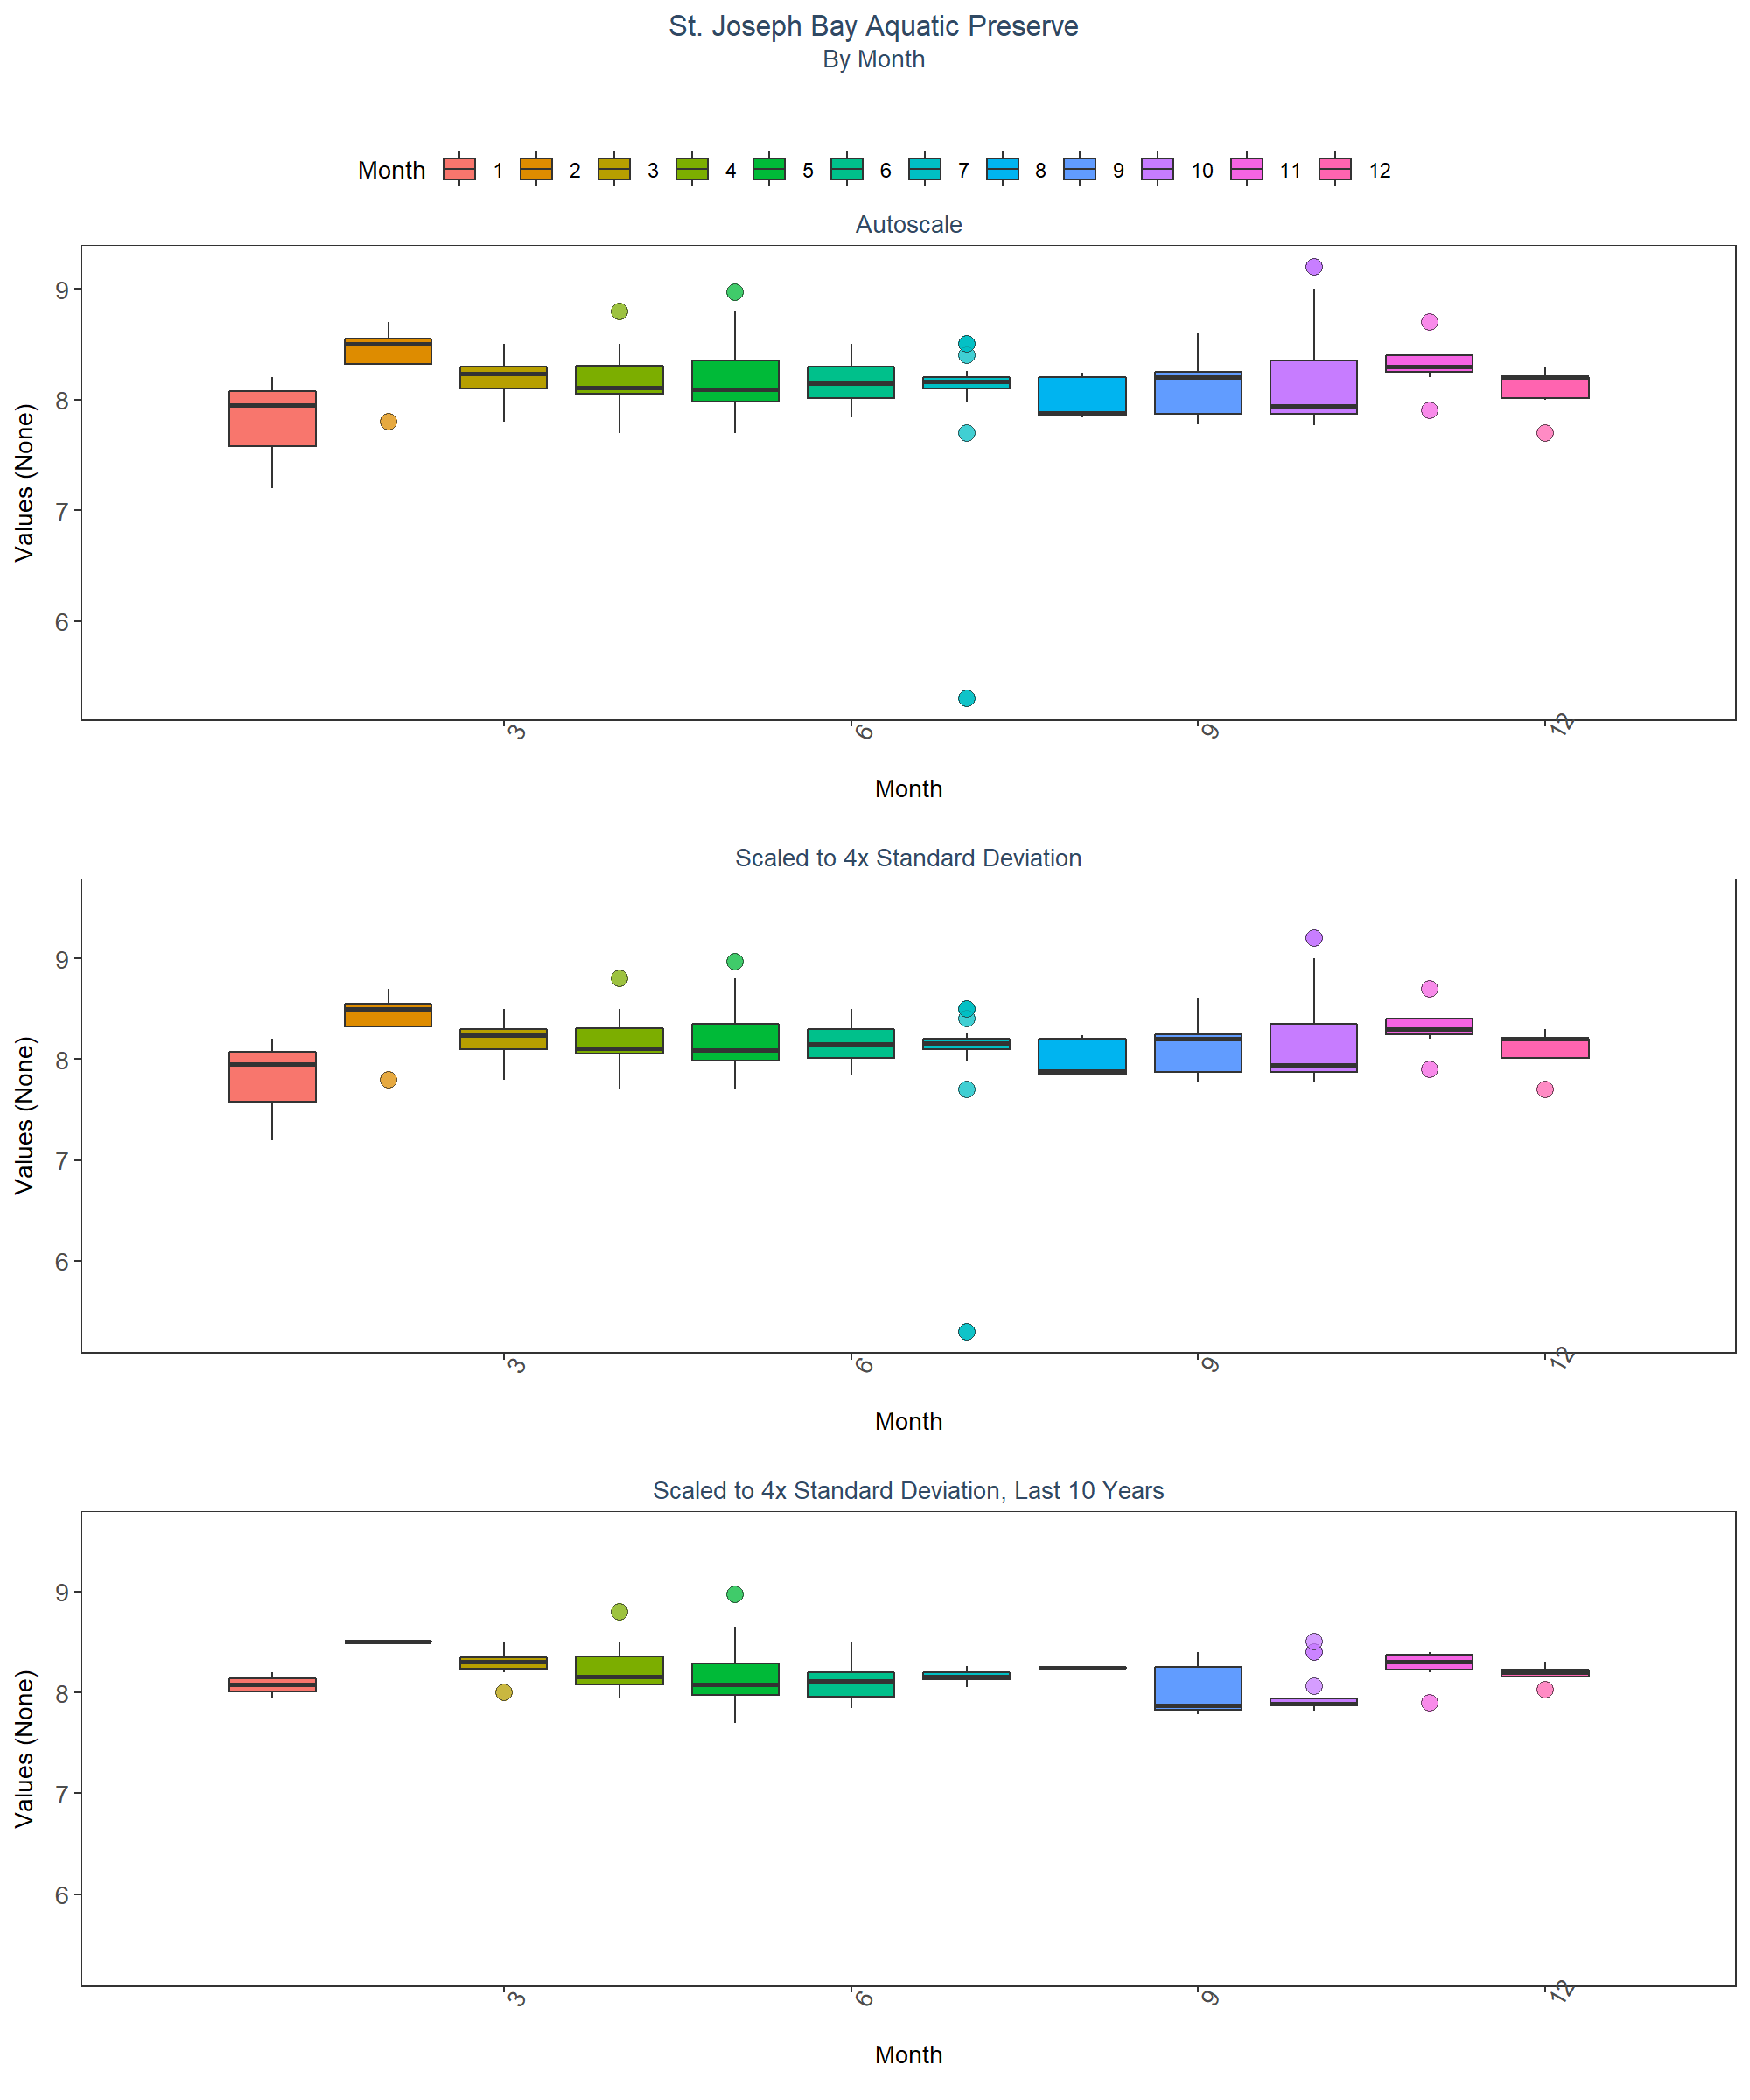 St. Joseph Bay Aquatic Preserve
By Month
Month 1 2 3 4 5 6 7 8 9 10 11 12
Autoscale
Values (None)
9
8
7
6
3 6 9 12
Month
Scaled to 4x Standard Deviation
Values (None)
9
8
7
6
3 6 9 12
Month
Scaled to 4x Standard Deviation, Last 10 Years
Values (None)
9
8
7
6
3 6 9 12
Month